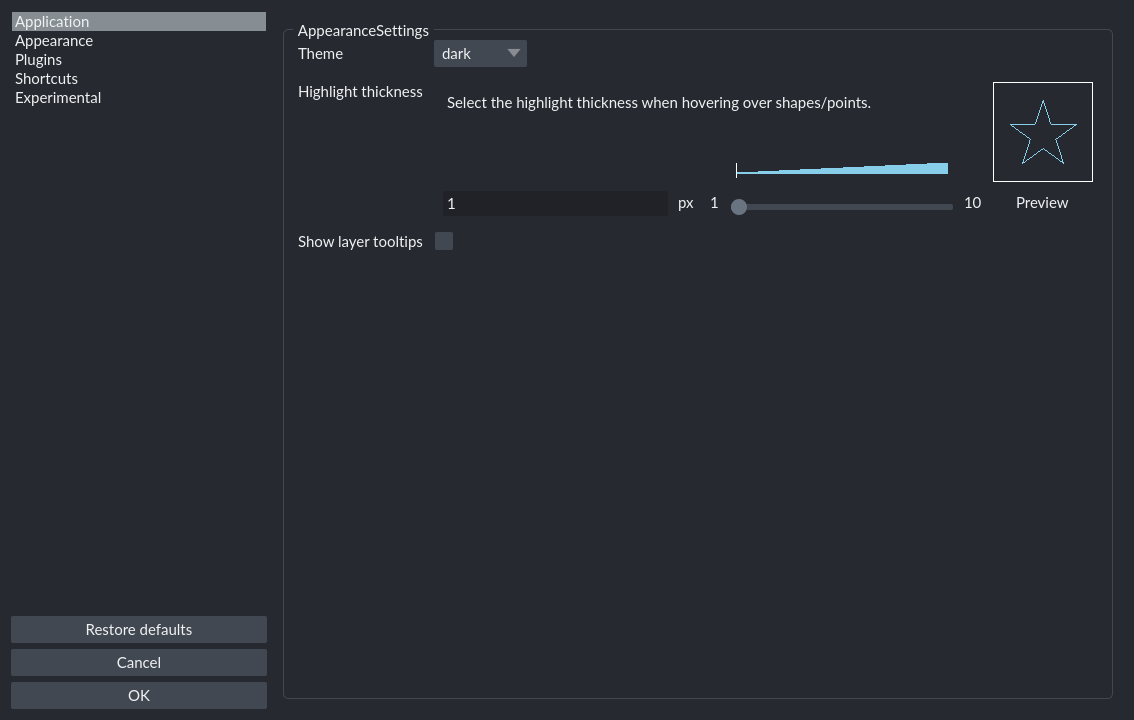 Application
Appearance
Plugins
Shortcuts
Experimental
AppearanceSettings
Theme dark
Highlight thickness
Select the highlight thickness when hovering over shapes/points.
1 px 1 10 Preview
Show layer tooltips
Restore defaults
Cancel
OK